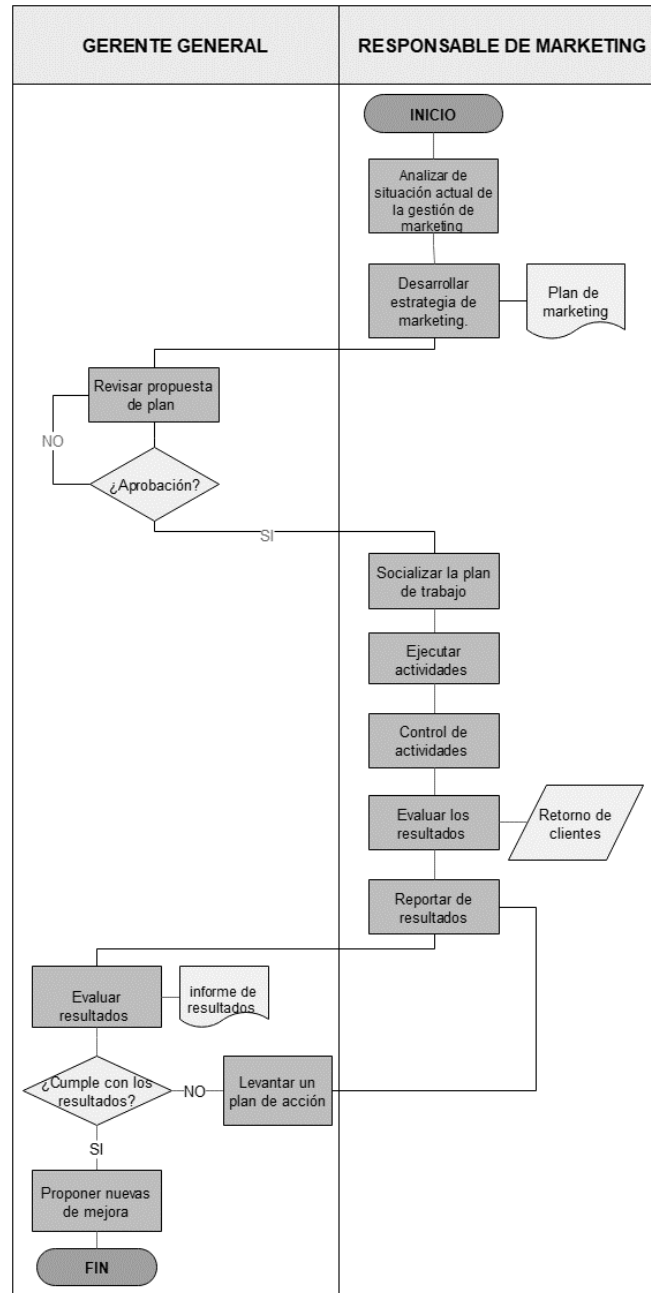 GERENTE GENERAL
RESPONSABLE DE MARKETING
INICIO
Analizar de
situación actual de
la gestión de
marketing
Desarrollar
estrategia de
marketing.
Plan de
marketing
Revisar propuesta
de plan
NO
¿Aprobación?
SI
Socializar la plan
de trabajo
Ejecutar
actividades
Control de
actividades
Evaluar los
resultados
Retorno de
clientes
Reportar de
resultados
Evaluar
resultados
informe de
resultados
¿Cumple con los
resultados?
NO
Levantar un
plan de acción
SI
Proponer nuevas
de mejora
FIN